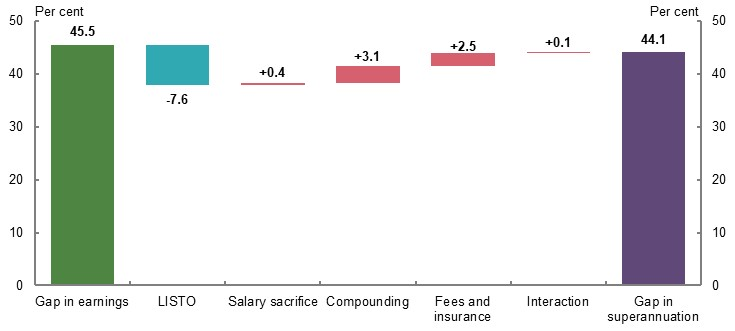 Per cent
Per cent
50
50
45.5
-7.6
+0.4
+3.1
+2.5
+0.1
44.1
40
40
30
30
20
20
10
10
0
0
Gap in earnings
LISTO
Salary sacrifice
Compounding
Fees and
insurance
Interaction
Gap in
superannuation